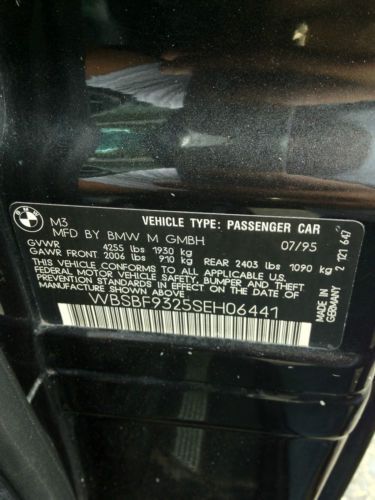 M3 VEHICLE TYPE: PASSENGER CAR
MFD BY BMW M GMBH 07/95
GVWR 4255 lbs 1930 kg
GAWR FRONT 2006 lbs 910 kg REAR 2403 lbs 1090 kg
THIS CAR CONFORMS TO ALL APPLICABLE
FEDERAL MOTOR VEHICLE SAFETY, BUMPER AND THEFT
PREVENTION STANDARDS IN EFFECT ON THE DATE OF
MANUFACTURE SHOWN ABOVE.
WBSBF9325SEH06441
MADE IN
GERMANY
2 121 647